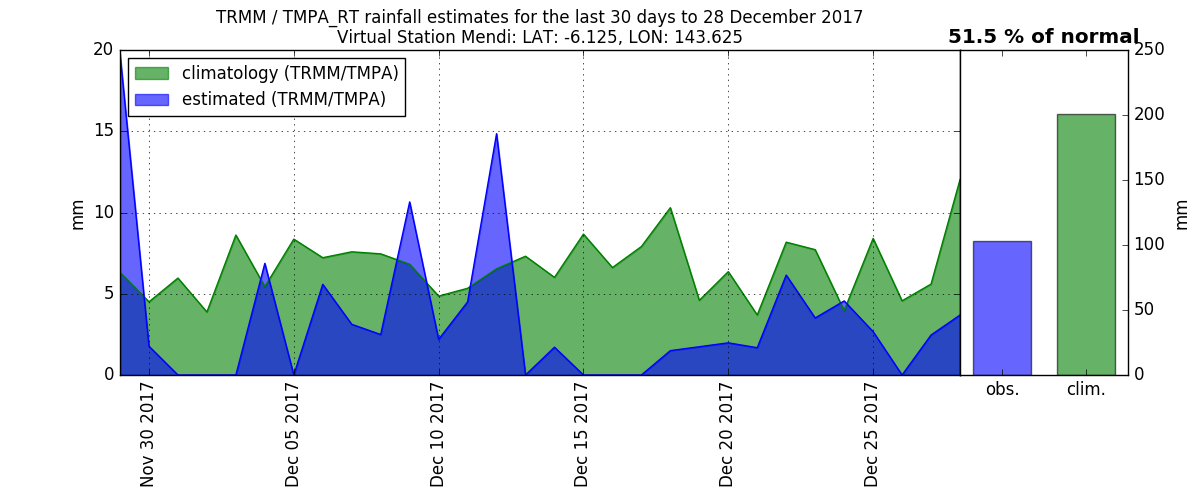 TRMM / TMPA_RT rainfall estimates for the last 30 days to 28 December 2017
Virtual Station Mendi: LAT: -6.125, LON: 143.625
51.5 % of normal
climatology (TRMM/TMPA)
estimated (TRMM/TMPA)
20
15
10
5
0
mm
Nov 30 2017
Dec 05 2017
Dec 10 2017
Dec 15 2017
Dec 20 2017
Dec 25 2017
obs.
clim.
250
200
150
100
50
0
mm